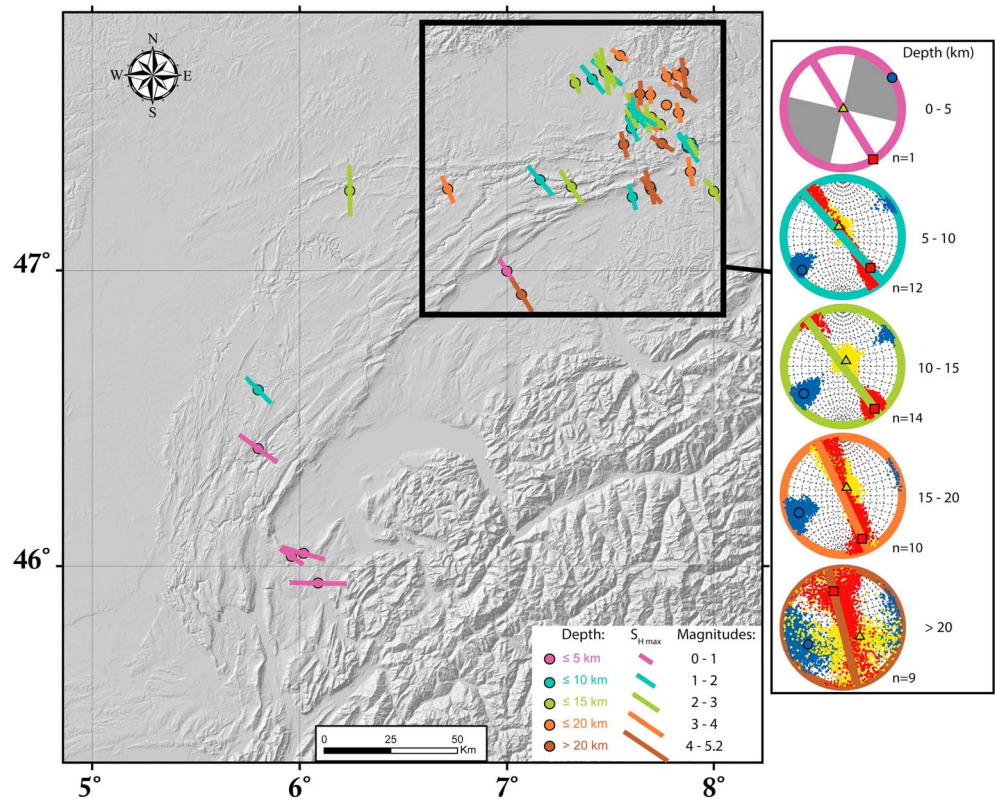 N
W
E
S
47°
46°
5°
6°
7°
8°
0
25
50
Km
Depth: S H max Magnitudes:
≤ 5 km 0 - 1
≤ 10 km 1 - 2
≤ 15 km 2 - 3
≤ 20 km 3 - 4
> 20 km 4 - 5.2
Depth (km)
0 - 5
n=1
5 - 10
n=12
10 - 15
n=14
15 - 20
n=10
> 20
n=9